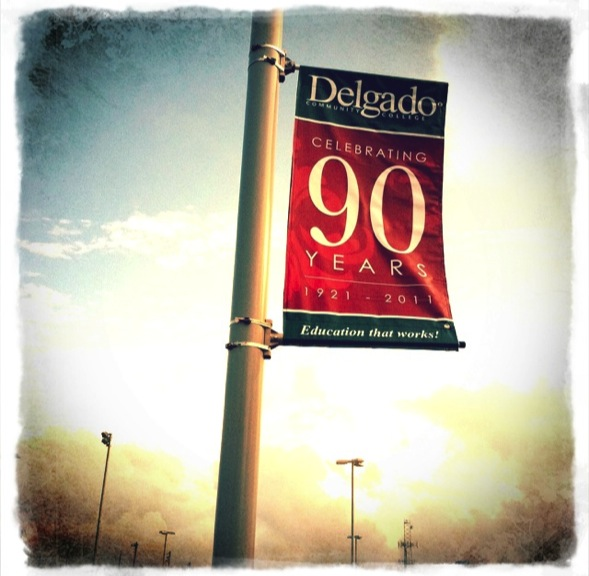 Delgado
COMMUNITY COLLEGE
CELEBRATING
90
YEARS
1921 - 2011
Education that works!